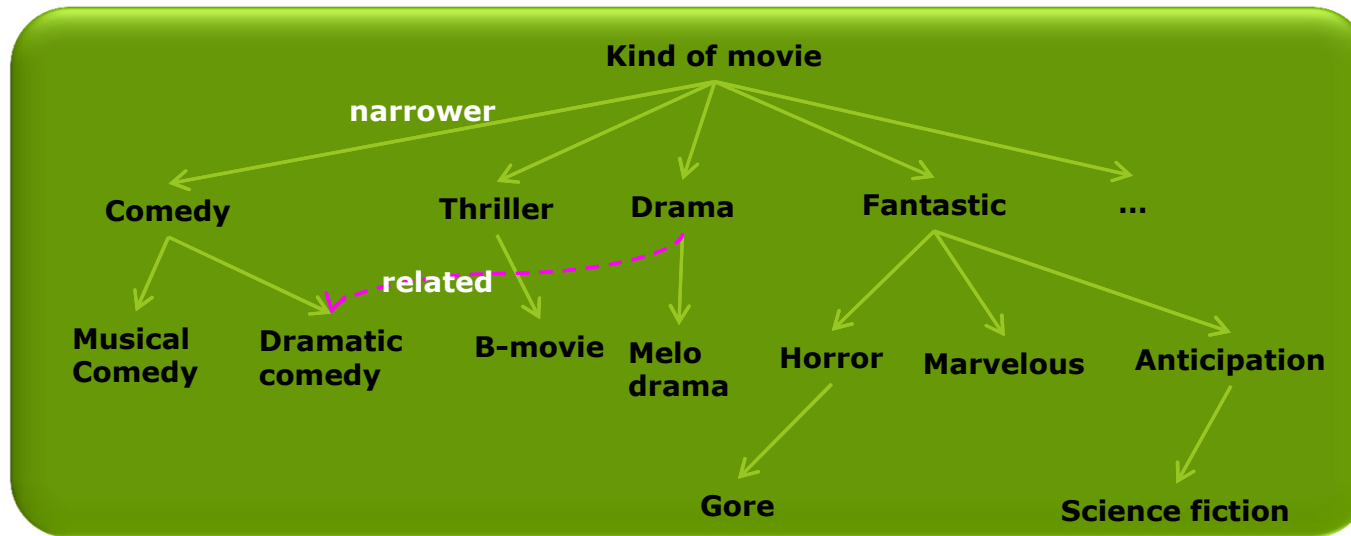 Kind of movie
narrower
Comedy
Thriller
Drama
Fantastic
...
related
Musical
Comedy
Dramatic
comedy
B-movie
Melo
drama
Horror
Marvelous
Anticipation
Gore
Science fiction